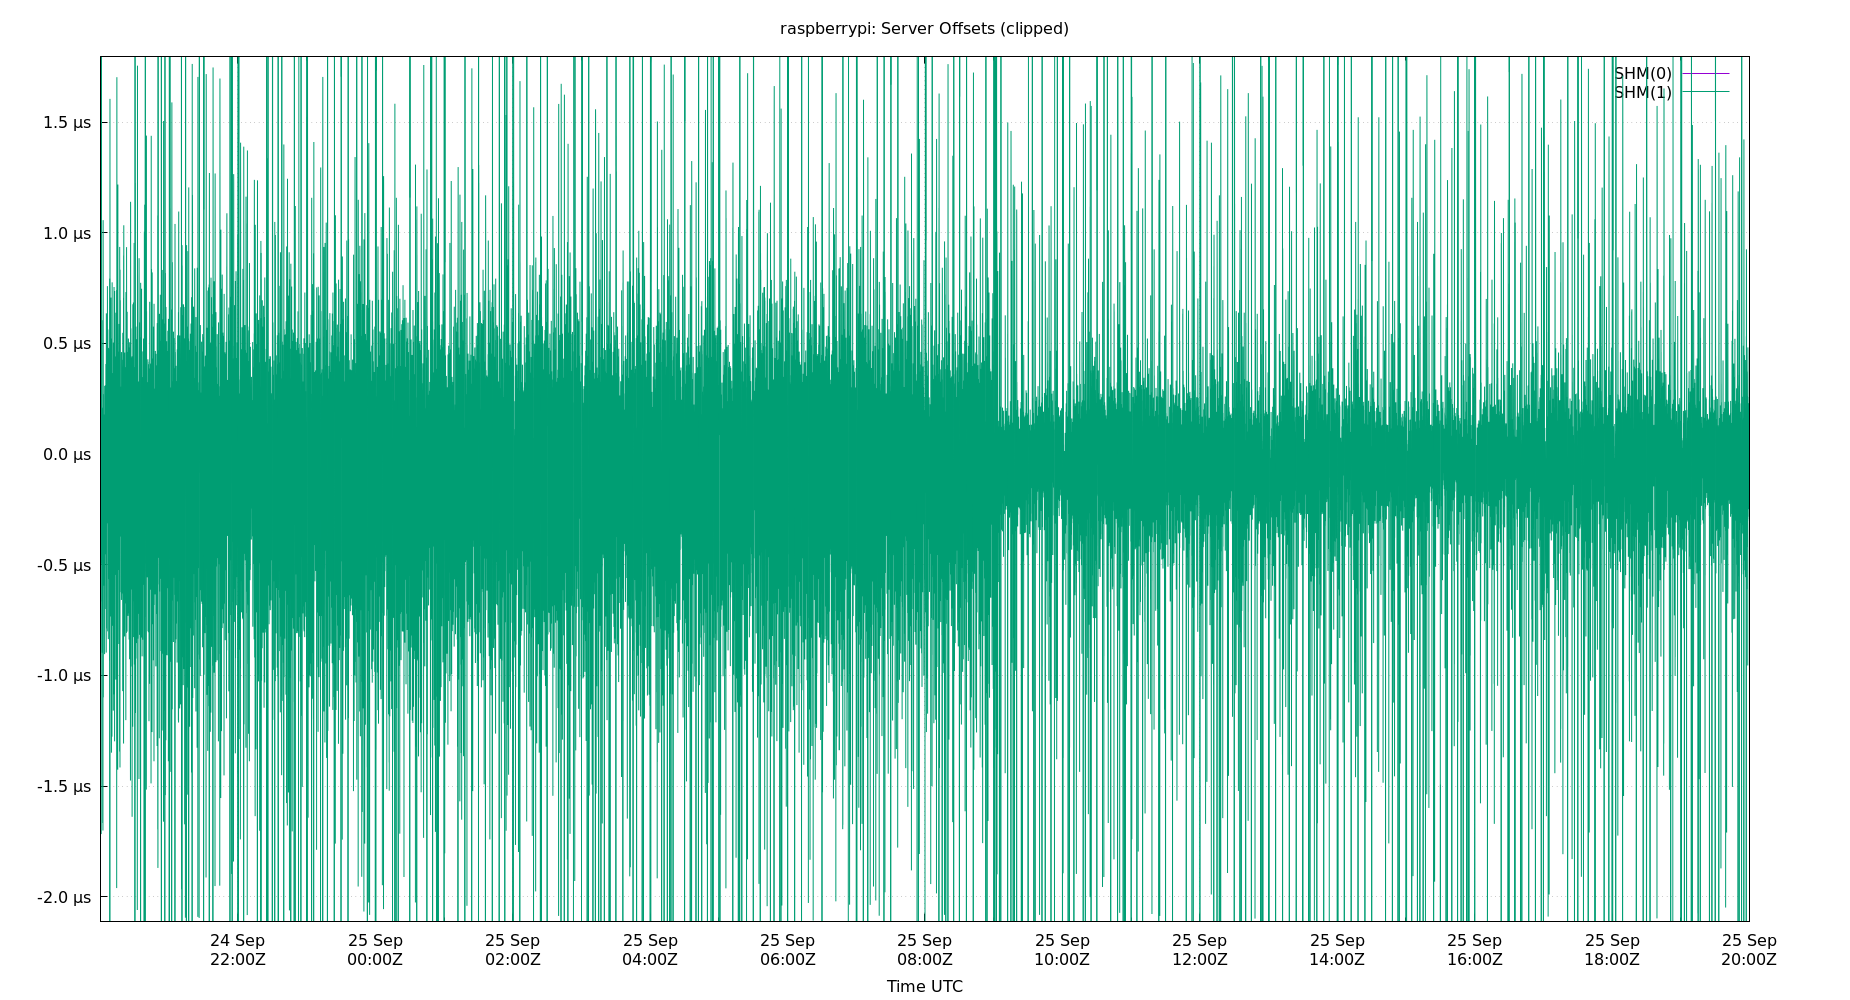 raspberrypi: Server Offsets (clipped)
SHM(0)
SHM(1)
1.5 µs
1.0 µs
0.5 µs
0.0 µs
-0.5 µs
-1.0 µs
-1.5 µs
-2.0 µs
24 Sep 25 Sep 25 Sep 25 Sep 25 Sep 25 Sep 25 Sep 25 Sep 25 Sep 25 Sep 25 Sep 25 Sep
22:00Z 00:00Z 02:00Z 04:00Z 06:00Z 08:00Z 10:00Z 12:00Z 14:00Z 16:00Z 18:00Z 20:00Z
Time UTC